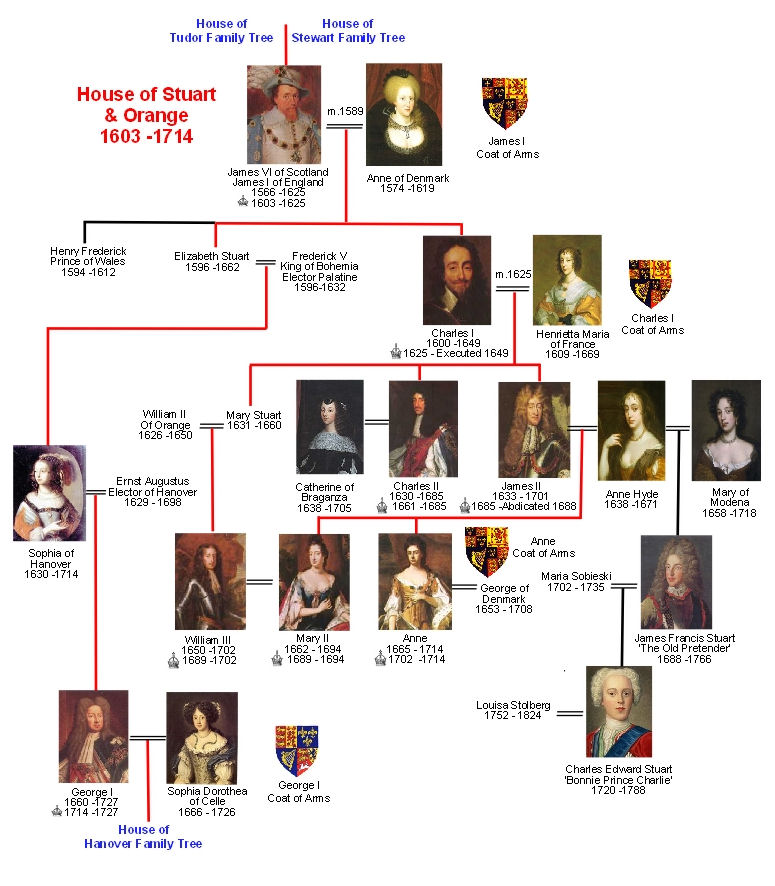 House of
Tudor Family Tree
House of
Stewart Family Tree
House of Stuart
& Orange
1603 -1714
m.1589
James I
Coat of Arms
James VI of Scotland
James I of England
1566 -1625
1603 -1625
Anne of Denmark
1574 -1619
Henry Frederick
Prince of Wales
1594 -1612
Elizabeth Stuart
1596 -1662
Frederick V
King of Bohemia
Elector Palatine
1596-1632
m.1625
Charles I
1600 -1649
1625 - Executed 1649
Henrietta Maria
of France
1609 -1669
Charles I
Coat of Arms
William II
Of Orange
1626 -1650
Mary Stuart
1631 -1660
Catherine of
Braganza
1638 -1705
Charles II
1630 -1685
1661 -1685
James II
1633 - 1701
1685 -Abdicated 1688
Anne Hyde
1638 -1671
Mary of
Modena
1658 -1718
Ernst Augustus
Elector of Hanover
1629 - 1698
Sophia of
Hanover
1630 -1714
Anne
Coat of Arms
William III
1650 -1702
1689 -1702
Mary II
1662 - 1694
1689 - 1694
Anne
1665 - 1714
1702 -1714
George of
Denmark
1653 - 1708
Maria Sobieski
1702 - 1735
James Francis Stuart
'The Old Pretender'
1688 -1766
Louisa Stolberg
1752 - 1824
Charles Edward Stuart
'Bonnie Prince Charlie'
1720 -1788
George I
1660 -1727
1714 -1727
Sophia Dorothea
of Celle
1666 - 1726
George I
Coat of Arms
House of
Hanover Family Tree